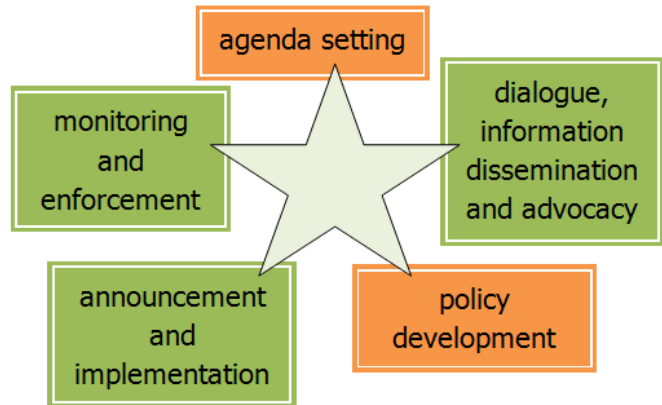 agenda setting
dialogue,
information
dissemination
and advocacy
policy
development
announcement
and
implementation
monitoring
and
enforcement